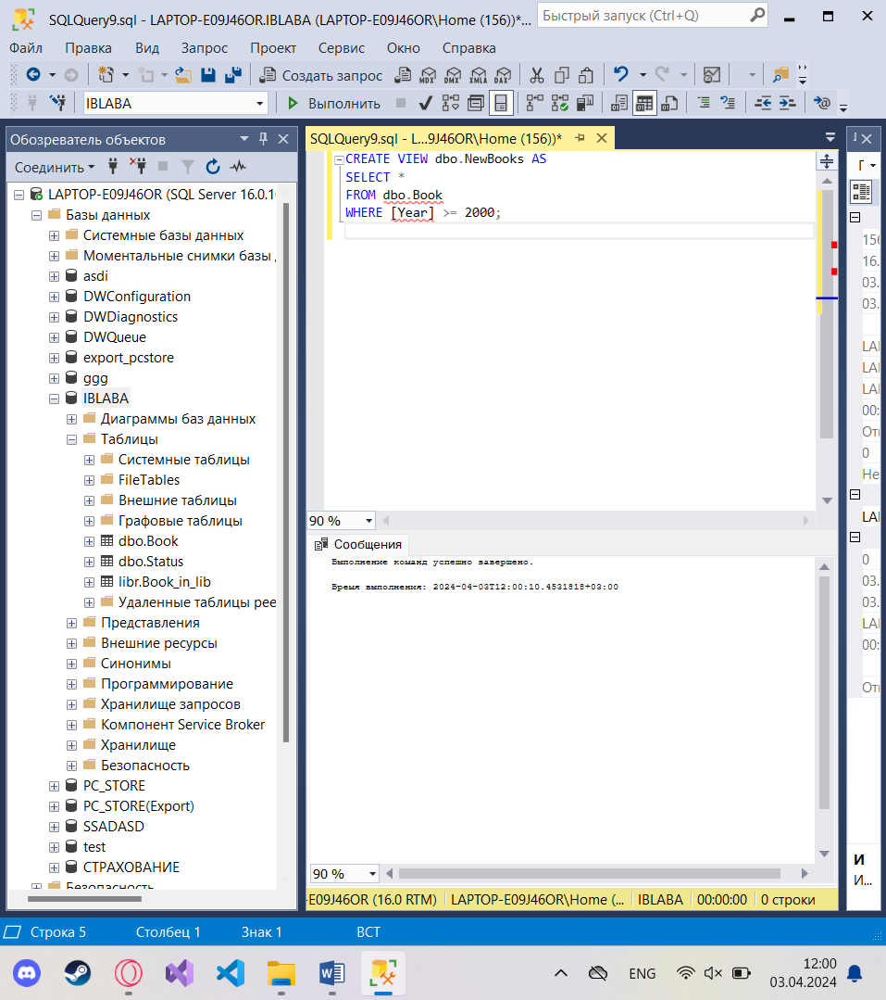 SQLQuery9.sql - LAPTOP-E09J46OR.IBLABA (LAPTOP-E09J46OR\Home (156))*...
Быстрый запуск (Ctrl+Q)
Файл Правка Вид Запрос Проект Сервис Окно Справка
Создать запрос MDX DMX XMLA DAX
IBLABA Выполнить
Обозреватель объектов
Соединить
LAPTOP-E09J46OR (SQL Server 16.0.1
Базы данных
Системные базы данных
Моментальные снимки базы
asdi
DWConfiguration
DWDiagnostics
DWQueue
export_pcstore
ggg
IBLABA
Диаграммы баз данных
Таблицы
Системные таблицы
FileTables
Внешние таблицы
Графовые таблицы
dbo.Book
dbo.Status
libr.Book_in_lib
Удаленные таблицы рее
Представления
Внешние ресурсы
Синонимы
Программирование
Хранилище запросов
Компонент Service Broker
Хранилище
Безопасность
PC_STORE
PC_STORE(Export)
SSADASD
test
СТРАХОВАНИЕ
Безопасность
SQLQuery9.sql - L...9J46OR\Home (156))*
CREATE VIEW dbo.NewBooks AS
SELECT *
FROM dbo.Book
WHERE [Year] >= 2000;
90 %
Сообщения
Выполнение команд успешно завершено.
Время выполнения: 2024-04-03T12:00:10.4531818+03:00
90 %
-E09J46OR (16.0 RTM) LAPTOP-E09J46OR\Home (... IBLABA 00:00:00 0 строки
Г
156
16.
03.
03.
LAI
LAI
LAI
00:
От
0
Не
LA
0
03.
03.
LAI
00:
От
И
И...
Строка 5 Столбец 1 Знак 1 ВСТ
ENG
12:00
03.04.2024